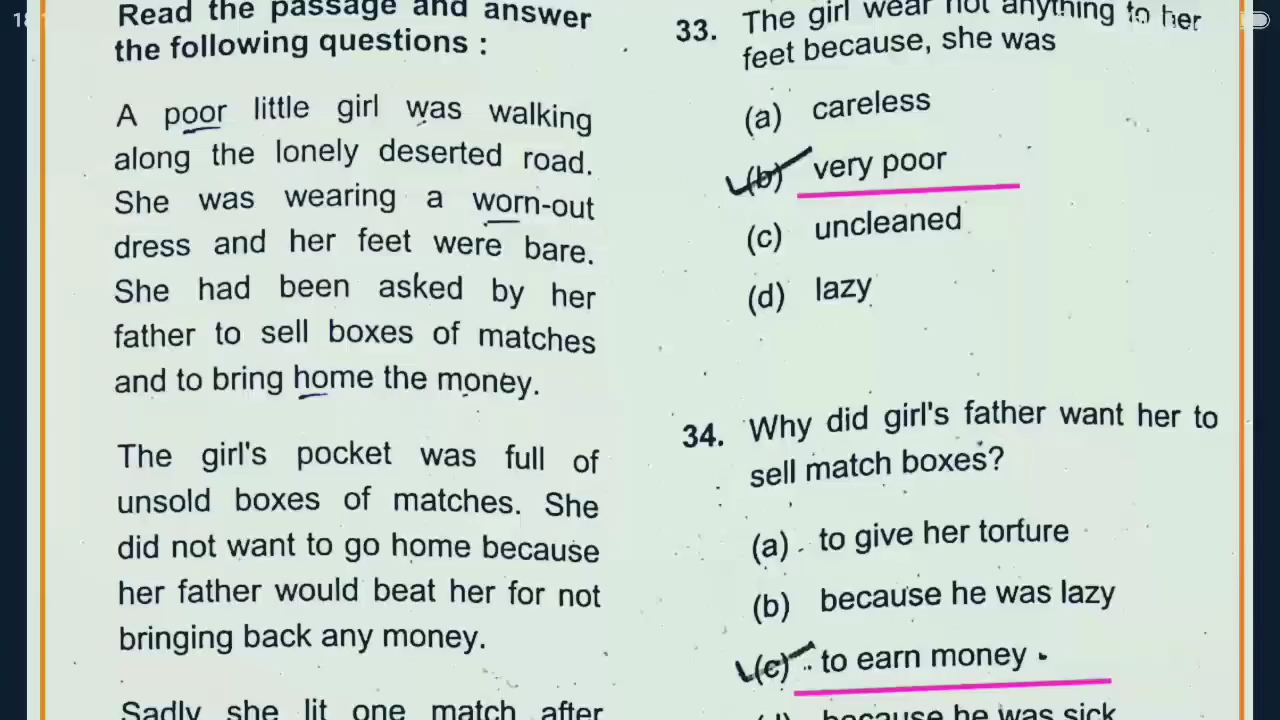 18
Read the passage and answer
the following questions :
A poor little girl was walking
along the lonely deserted road.
She was wearing a worn-out
dress and her feet were bare.
She had been asked by her
father to sell boxes of matches
and to bring home the money.
The girl's pocket was full of
unsold boxes of matches. She
did not want to go home because
her father would beat her for not
bringing back any money.
Sadly she lit one match after
33. The girl wear not anything to her
feet because, she was
(a) careless
(b) very poor
(c) uncleaned
(d) lazy
34. Why did girl's father want her to
sell match boxes?
(a) to give her torture
(b) because he was lazy
(c) to earn money
(d) because he was sick